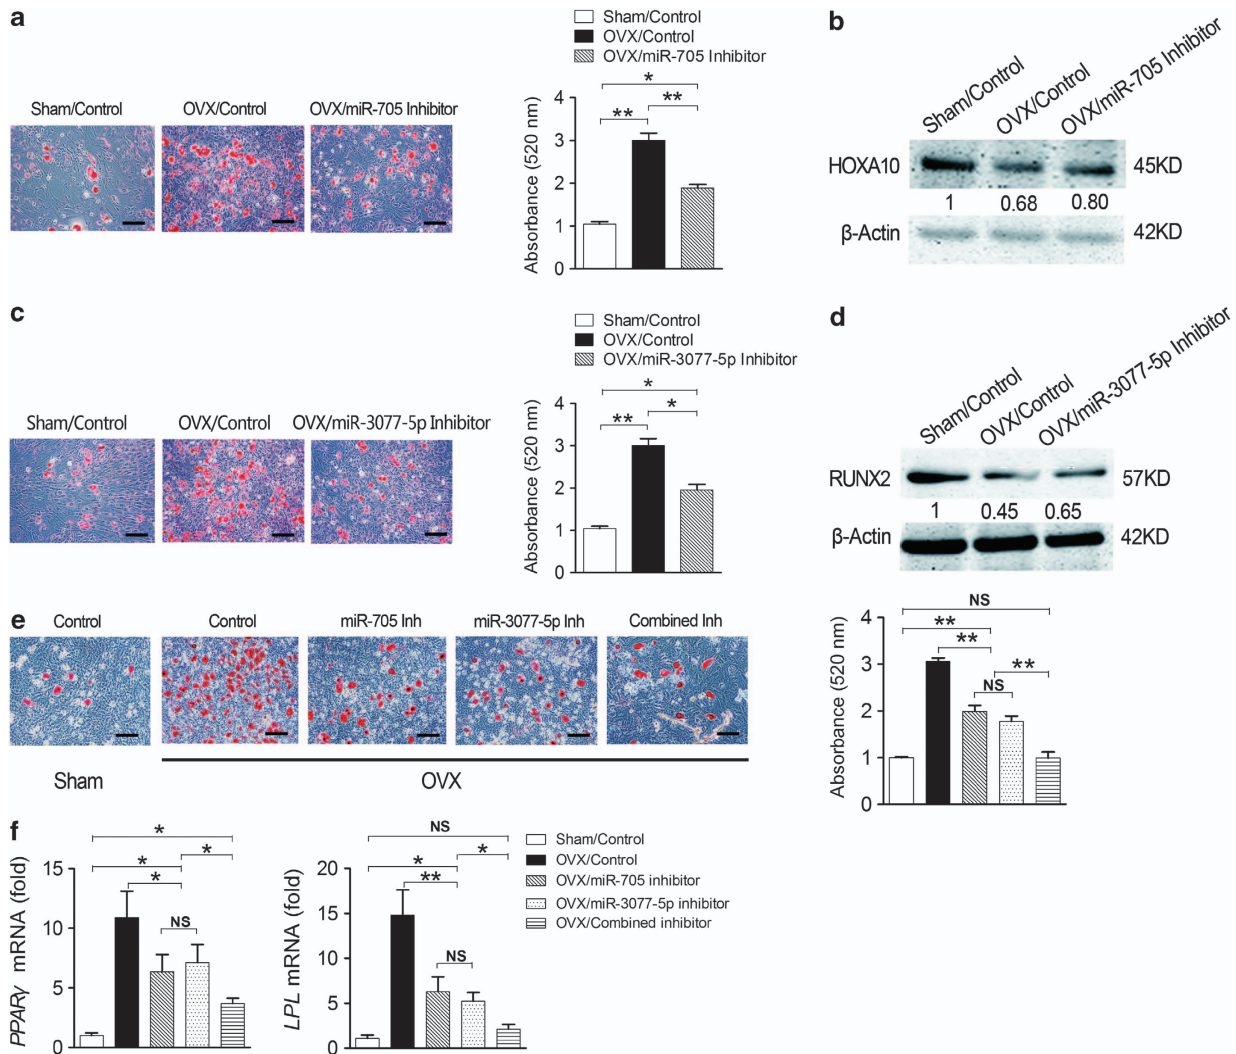 a
Sham/Control
OVX/Control
OVX/miR-705 Inhibitor
Sham/Control OVX/Control OVX/miR-705 Inhibitor
*
** **
Absorbance (520 nm)
4
3
2
1
0
b
Sham/Control
OVX/Control
OVX/miR-705 Inhibitor
HOXA10 45KD
1 0.68 0.80
β-Actin 42KD
c
Sham/Control
OVX/Control
OVX/miR-3077-5p Inhibitor
Sham/Control OVX/Control OVX/miR-3077-5p Inhibitor
*
** *
Absorbance (520 nm)
4
3
2
1
0
d
Sham/Control
OVX/Control
OVX/miR-3077-5p Inhibitor
RUNX2 57KD
1 0.45 0.65
β-Actin 42KD
e
Control Control miR-705 Inh miR-3077-5p Inh Combined Inh
Sham OVX
NS
**
**
**
NS
Absorbance (520 nm)
4
3
2
1
0
f
*
* *
*
NS
PPARγ mRNA (fold)
15
10
5
0
NS
* *
**
NS
LPL mRNA (fold)
20
15
10
5
0
Sham/Control
OVX/Control
OVX/miR-705 inhibitor
OVX/miR-3077-5p inhibitor
OVX/Combined inhibitor